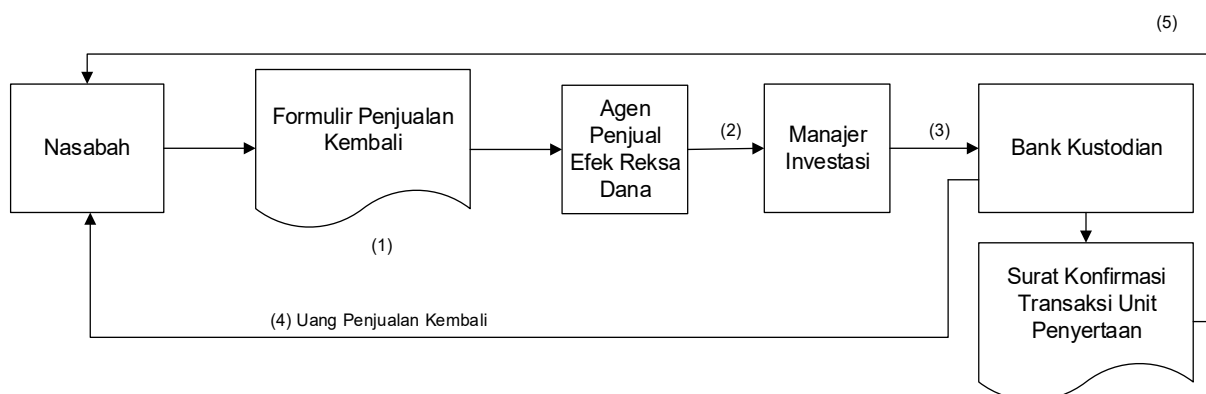 (5)
Nasabah
Formulir Penjualan
Kembali
(1)
Agen
Penjual
Efek Reksa
Dana
(2)
Manajer
Investasi
(3)
Bank Kustodian
(4) Uang Penjualan Kembali
Surat Konfirmasi
Transaksi Unit
Penyertaan